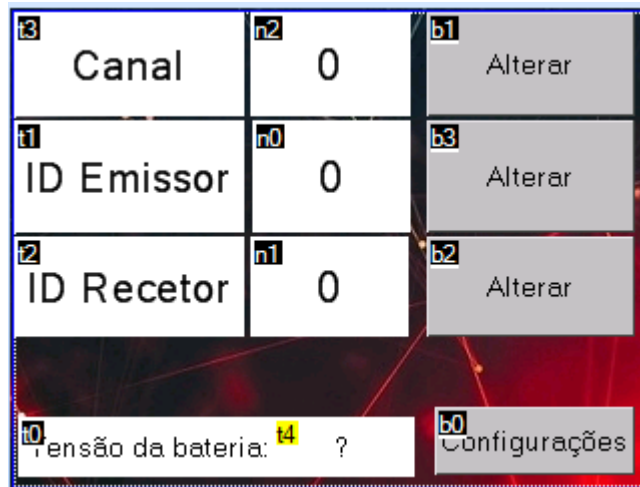 t3 n2 b1
Canal 0 Alterar
t1 n0 b3
ID Emissor 0 Alterar
t2 n1 b2
ID Recetor 0 Alterar
t0 t4 b0
Tensão da bateria: ? Configurações